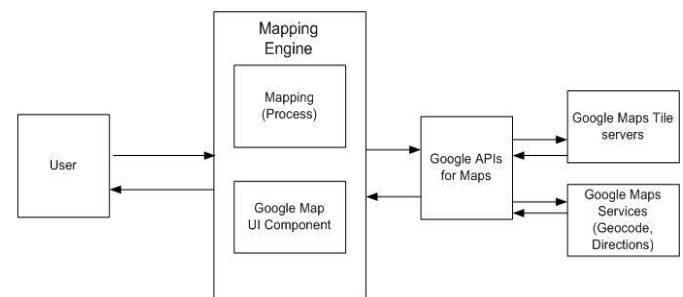 Mapping
Engine
Mapping
(Process)
User
Google Map
UI Component
Google APIs
for Maps
Google Maps Tile
servers
Google Maps
Services
(Geocode,
Directions)